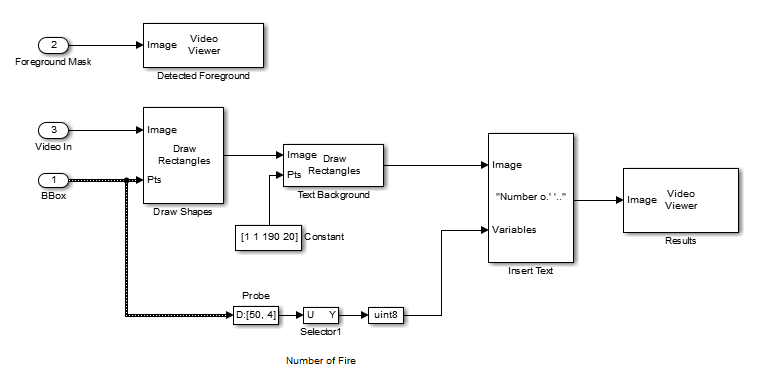 2
Foreground Mask
Image
Video
Viewer
Detected Foreground
3
Video In
1
BBox
Image
Draw
Rectangles
Pts
Draw Shapes
Image
Draw
Pts
Rectangles
Text Background
[1 1 190 20]
Constant
Image
"Number o.' '.."
Variables
Insert Text
Image
Video
Viewer
Results
Probe
D:[50, 4]
U Y
Selector1
uint8
Number of Fire